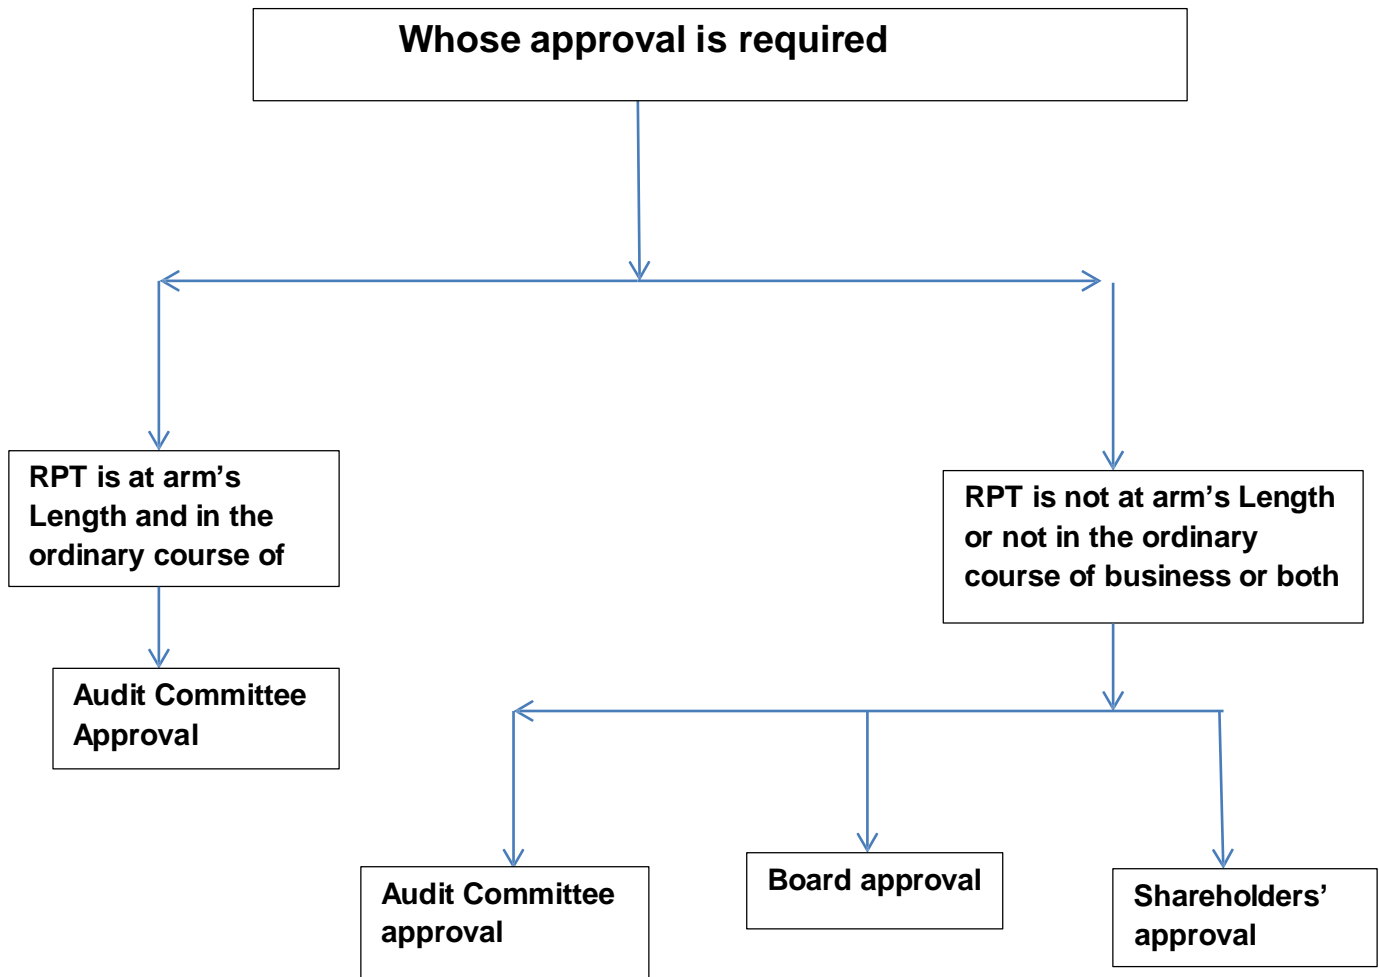 Whose approval is required
RPT is at arm’s
Length and in the
ordinary course of
RPT is not at arm’s Length
or not in the ordinary
course of business or both
Audit Committee
Approval
Audit Committee
approval
Board approval
Shareholders’
approval